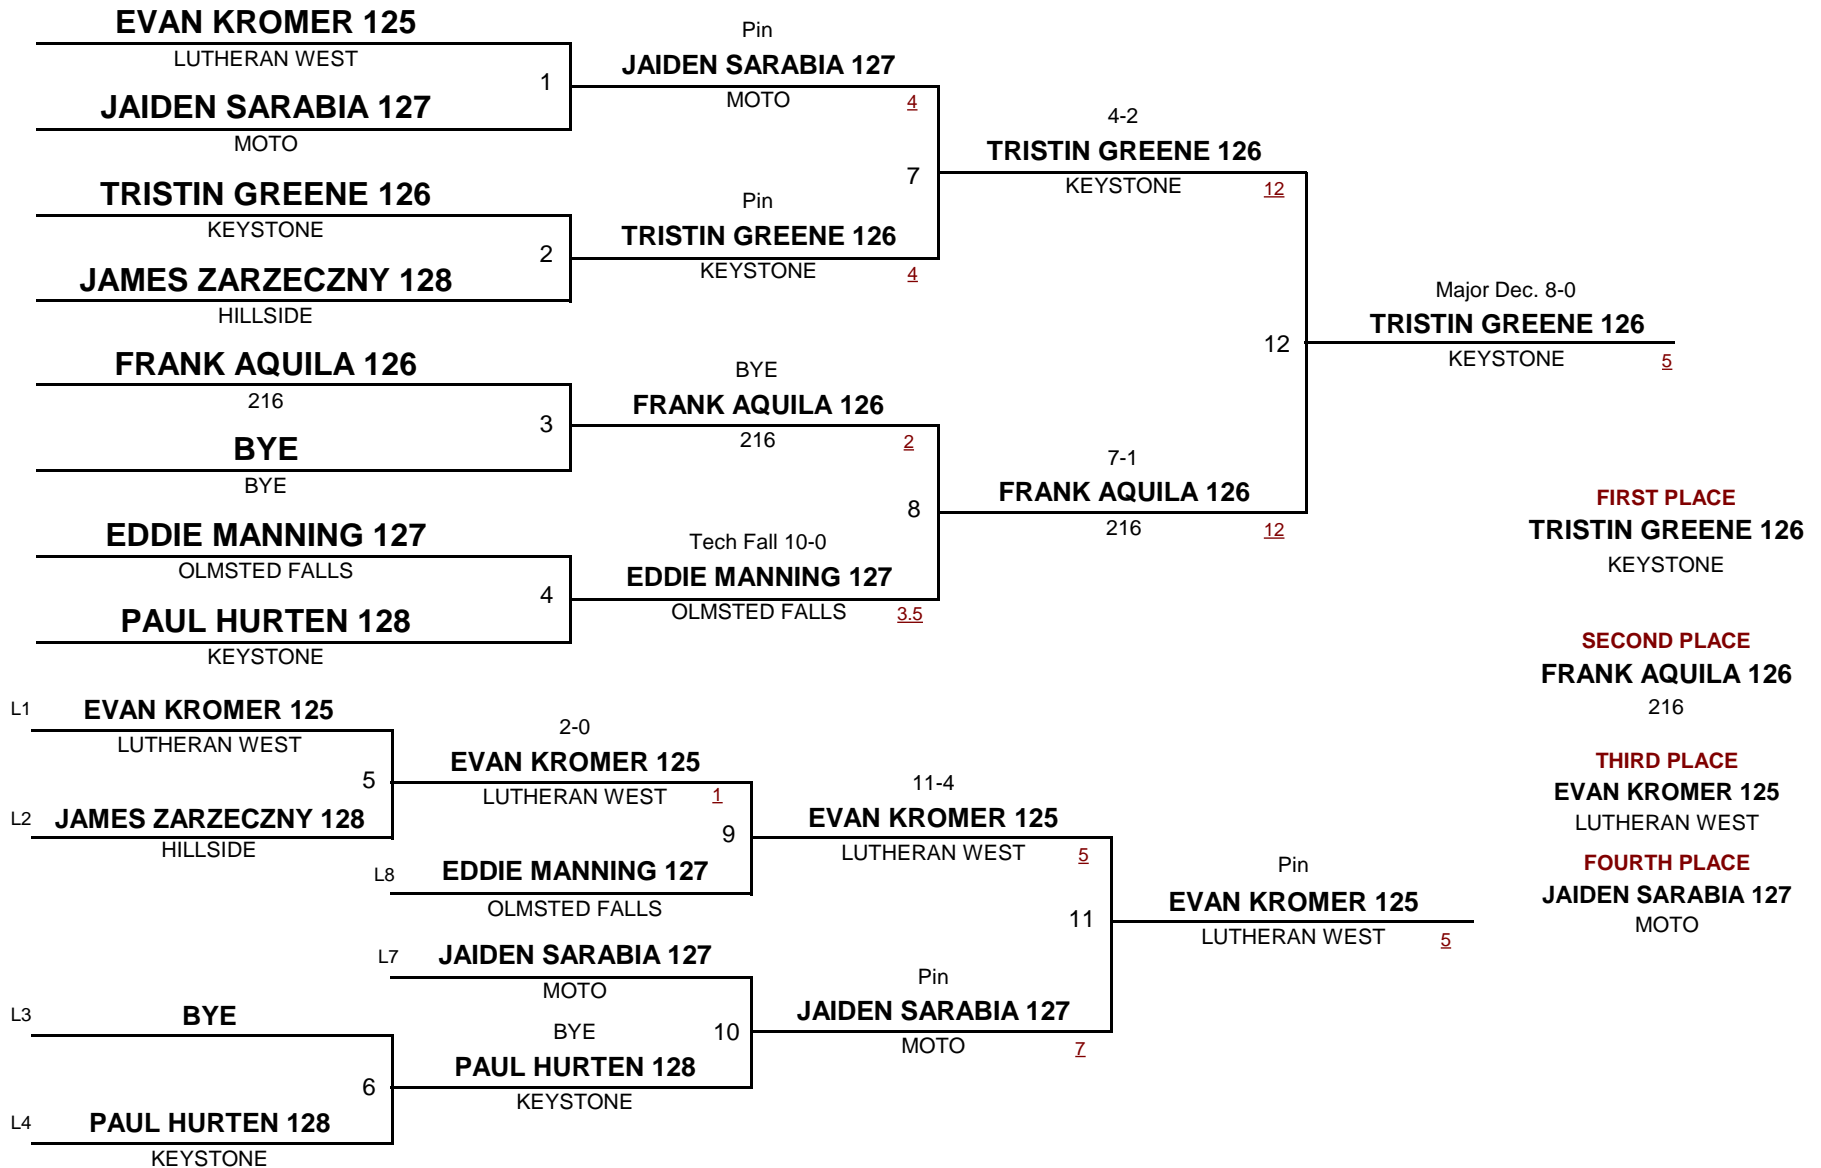 EVAN KROMER 125
LUTHERAN WEST
1
JAIDEN SARABIA 127
MOTO
TRISTIN GREENE 126
KEYSTONE
2
JAMES ZARZECZNY 128
HILLSIDE
FRANK AQUILA 126
216
3
BYE
BYE
EDDIE MANNING 127
OLMSTED FALLS
4
PAUL HURTEN 128
KEYSTONE
Pin
JAIDEN SARABIA 127
MOTO 4
7
Pin
TRISTIN GREENE 126
KEYSTONE 4
BYE
FRANK AQUILA 126
216 2
8
Tech Fall 10-0
EDDIE MANNING 127
OLMSTED FALLS 3.5
4-2
TRISTIN GREENE 126
KEYSTONE 12
12
7-1
FRANK AQUILA 126
216 12
Major Dec. 8-0
TRISTIN GREENE 126
KEYSTONE 5
L1 EVAN KROMER 125
LUTHERAN WEST
5
L2 JAMES ZARZECZNY 128
HILLSIDE
L3 BYE
6
L4 PAUL HURTEN 128
KEYSTONE
2-0
EVAN KROMER 125
LUTHERAN WEST 1
9
L8 EDDIE MANNING 127
OLMSTED FALLS
L7 JAIDEN SARABIA 127
MOTO
10
BYE
PAUL HURTEN 128
KEYSTONE
11-4
EVAN KROMER 125
LUTHERAN WEST 5
11
Pin
JAIDEN SARABIA 127
MOTO 7
Pin
EVAN KROMER 125
LUTHERAN WEST 5
FIRST PLACE
TRISTIN GREENE 126
KEYSTONE
SECOND PLACE
FRANK AQUILA 126
216
THIRD PLACE
EVAN KROMER 125
LUTHERAN WEST
FOURTH PLACE
JAIDEN SARABIA 127
MOTO